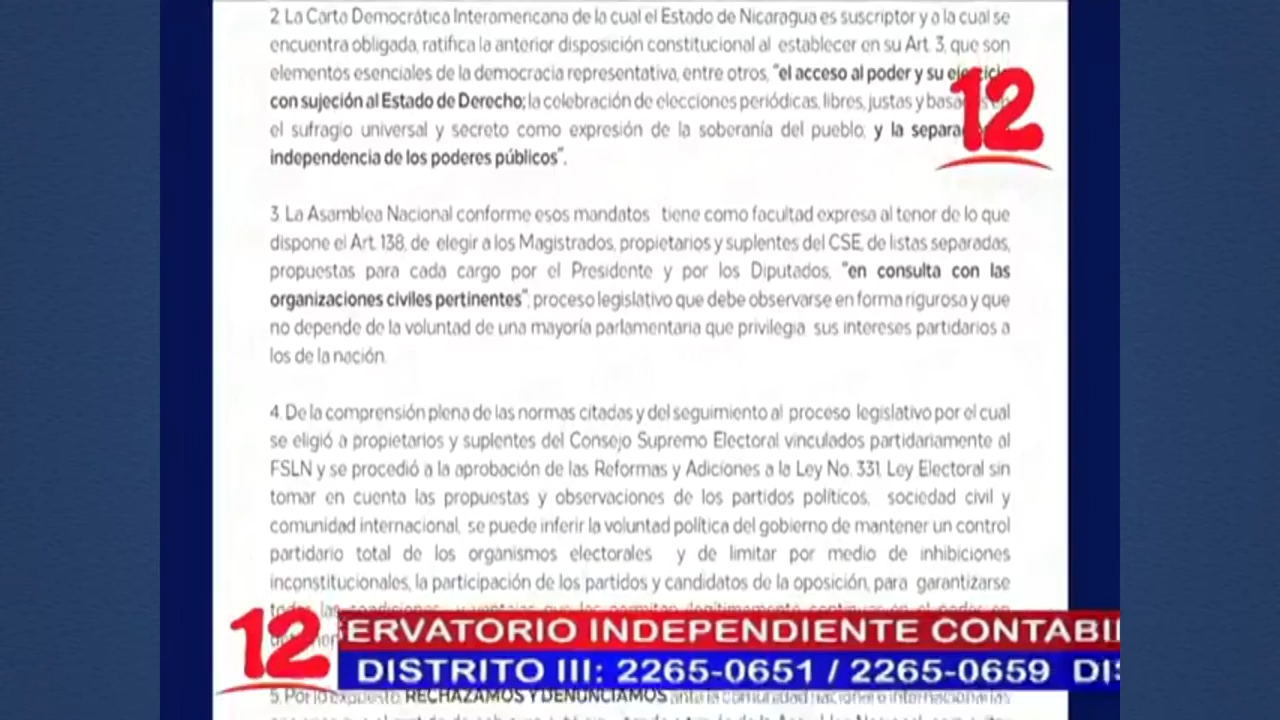 2. La Carta Democrática Interamericana de la cual el Estado de Nicaragua es suscriptor y a la cual se
encuentra obligada, ratifica la anterior disposición constitucional al establecer en su Art. 3, que son
elementos esenciales de la democracia representativa, entre otros, "el acceso al poder y su
con sujeción al Estado de Derecho; la celebración de elecciones periódicas, libres, justas y
el sufragio universal y secreto como expresión de la soberanía del pueblo; y la
independencia de los poderes públicos".
12
3. La Asamblea Nacional conforme esos mandatos tiene como facultad expresa al tenor de lo que
dispone el Art. 138, de elegir a los Magistrados, propietarios y suplentes del CSE, de listas separadas,
propuestas para cada cargo por el Presidente y por los Diputados, "en consulta con las
organizaciones civiles pertinentes"; proceso legislativo que debe observarse en forma rigurosa y que
no depende de la voluntad de una mayoría parlamentaria que privilegia sus intereses partidarios a
los de la nación.
4. De la comprensión plena de las normas citadas y del seguimiento al proceso legislativo por el cual
se eligió a propietarios y suplentes del Consejo Supremo Electoral vinculados partidariamente al
FSLN y se procedió a la aprobación de las Reformas y Adiciones a la Ley No. 331, Ley Electoral sin
tomar en cuenta las propuestas y observaciones de los partidos políticos, sociedad civil y
comunidad internacional, se puede inferir la voluntad política del gobierno de mantener un control
partidario total de los organismos electorales y de limitar por medio de inhibiciones
inconstitucionales, la participación de los partidos y candidatos de la oposición, para garantizarse
12
ERVATORIO INDEPENDIENTE CONTABI
DISTRITO III: 2265-0651 / 2265-0659 DIS
5. Por lo expuesto RECHAZAMOS Y DENUNCIAMOS ante la comunidad nacional e internacional las